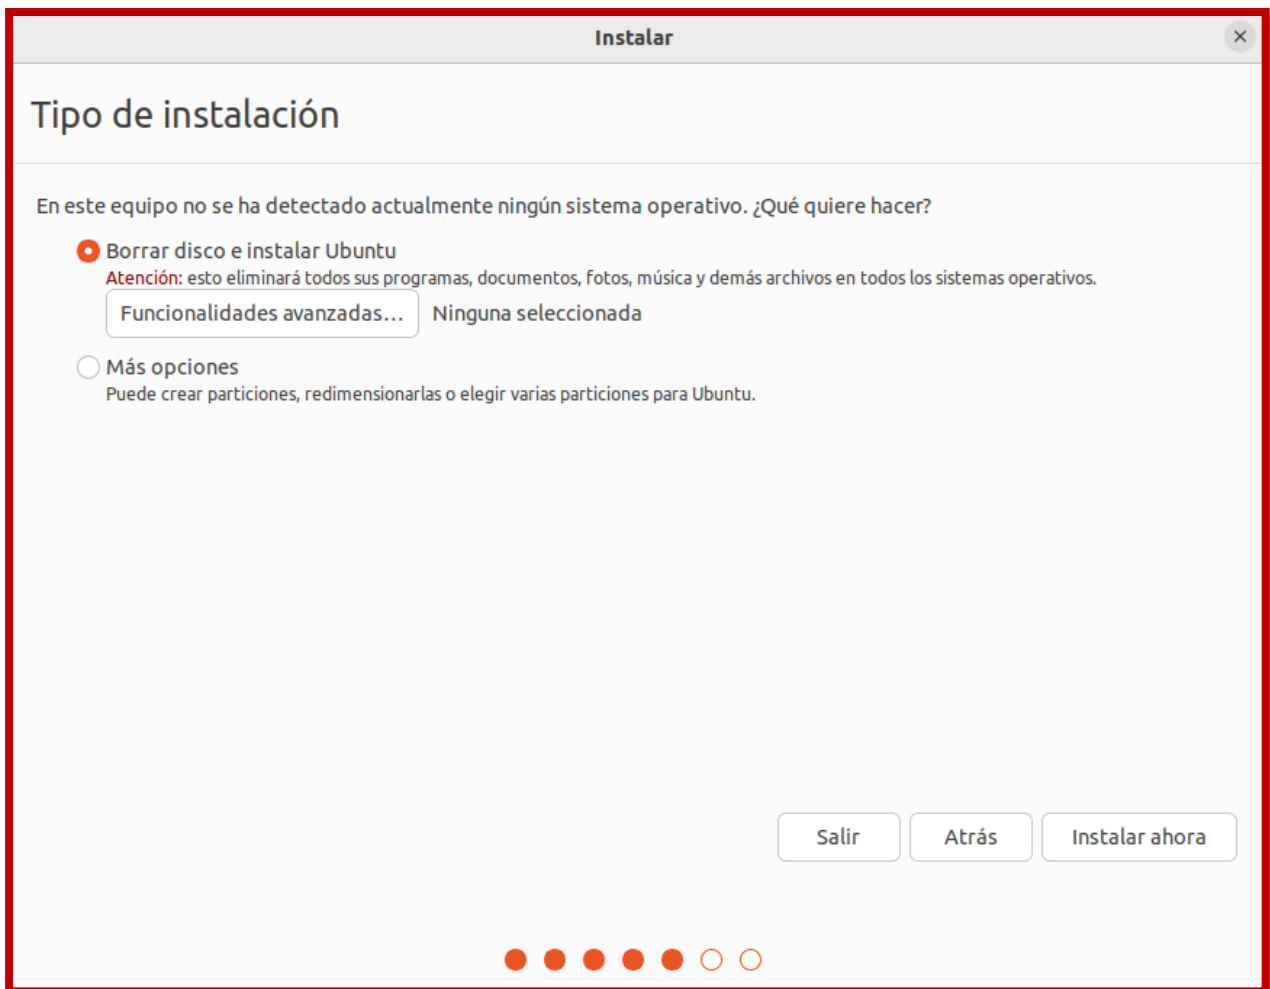 Instalar
Tipo de instalación
En este equipo no se ha detectado actualmente ningún sistema operativo. ¿Qué quiere hacer?
Borrar disco e instalar Ubuntu
Atención: esto eliminará todos sus programas, documentos, fotos, música y demás archivos en todos los sistemas operativos.
Funcionalidades avanzadas... Ninguna seleccionada
Más opciones
Puede crear particiones, redimensionarlas o elegir varias particiones para Ubuntu.
Salir Atrás Instalar ahora